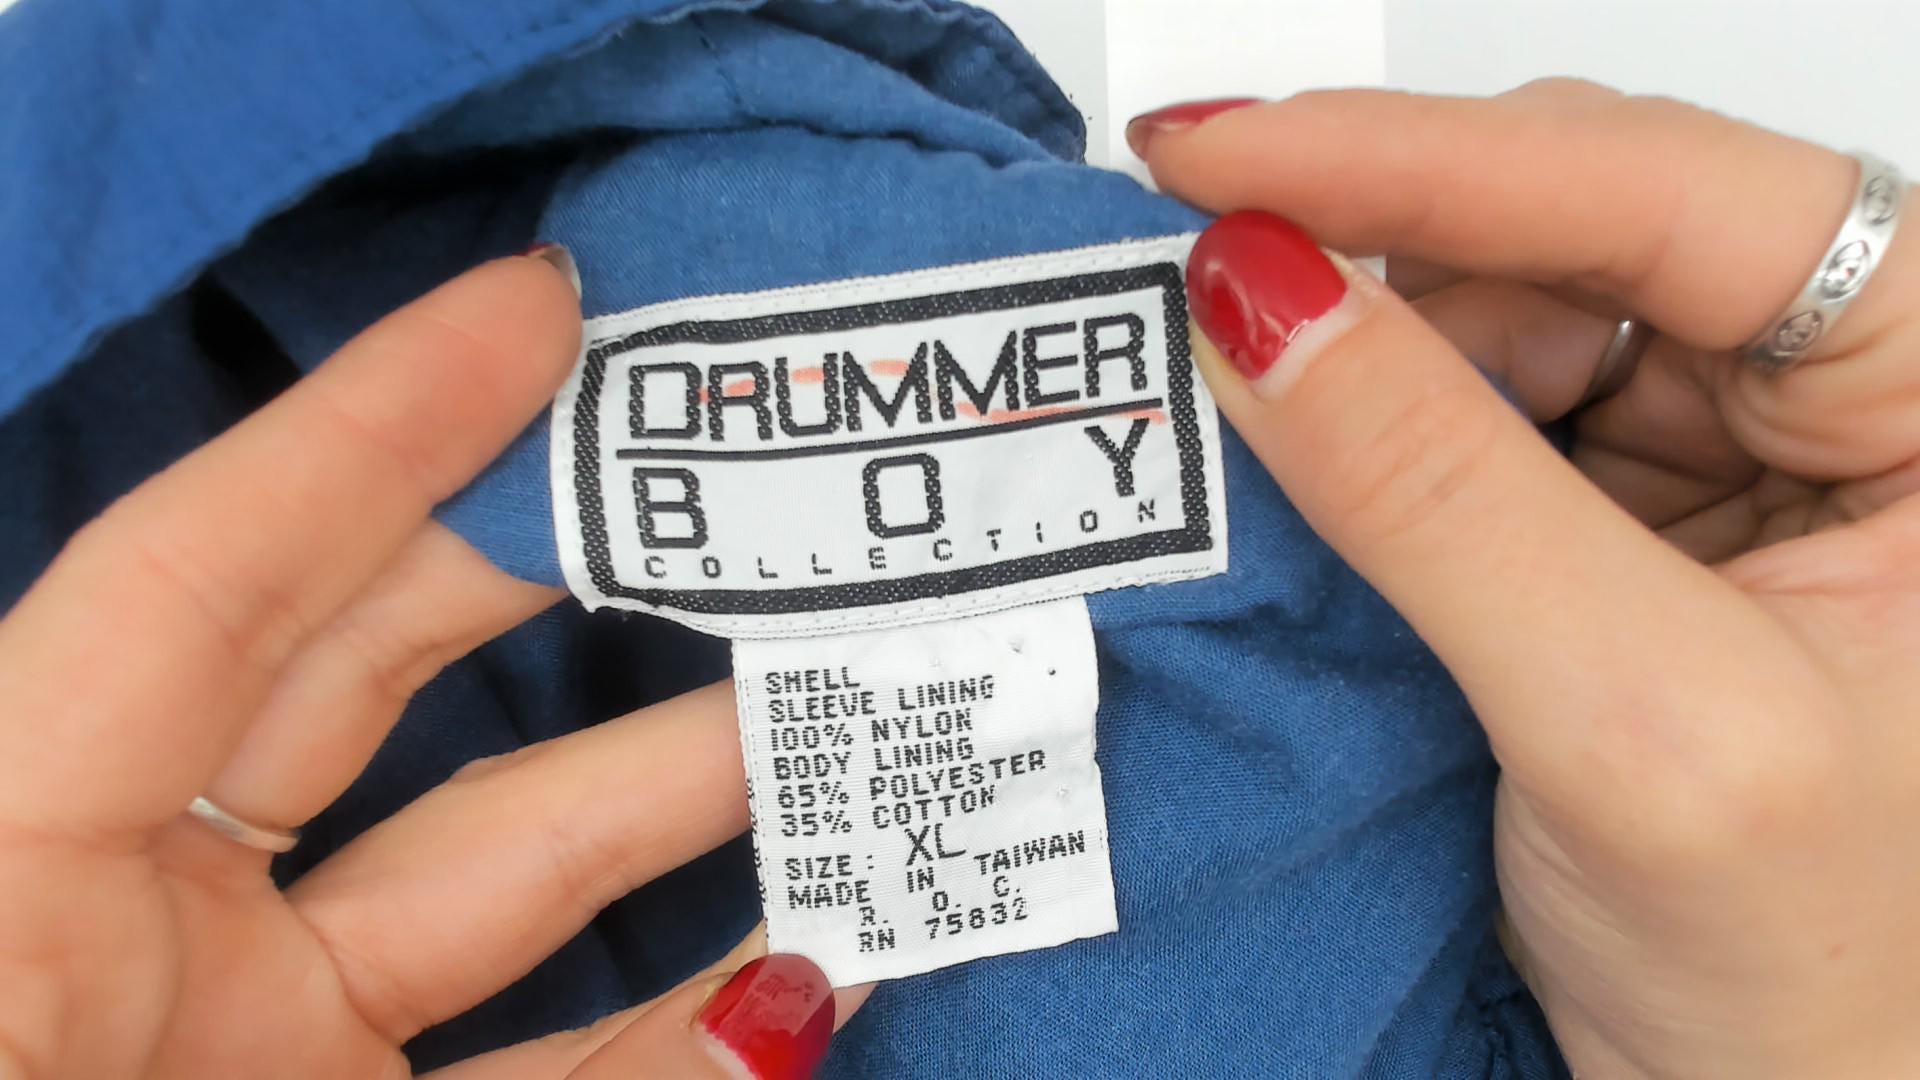 DRUMMER
BOY
COLLECTION
SHELL
SLEEVE LINING
100% NYLON
BODY LINING
65% POLYESTER
35% COTTON
SIZE: XL
MADE IN TAIWAN
R. O. C.
RN 75832